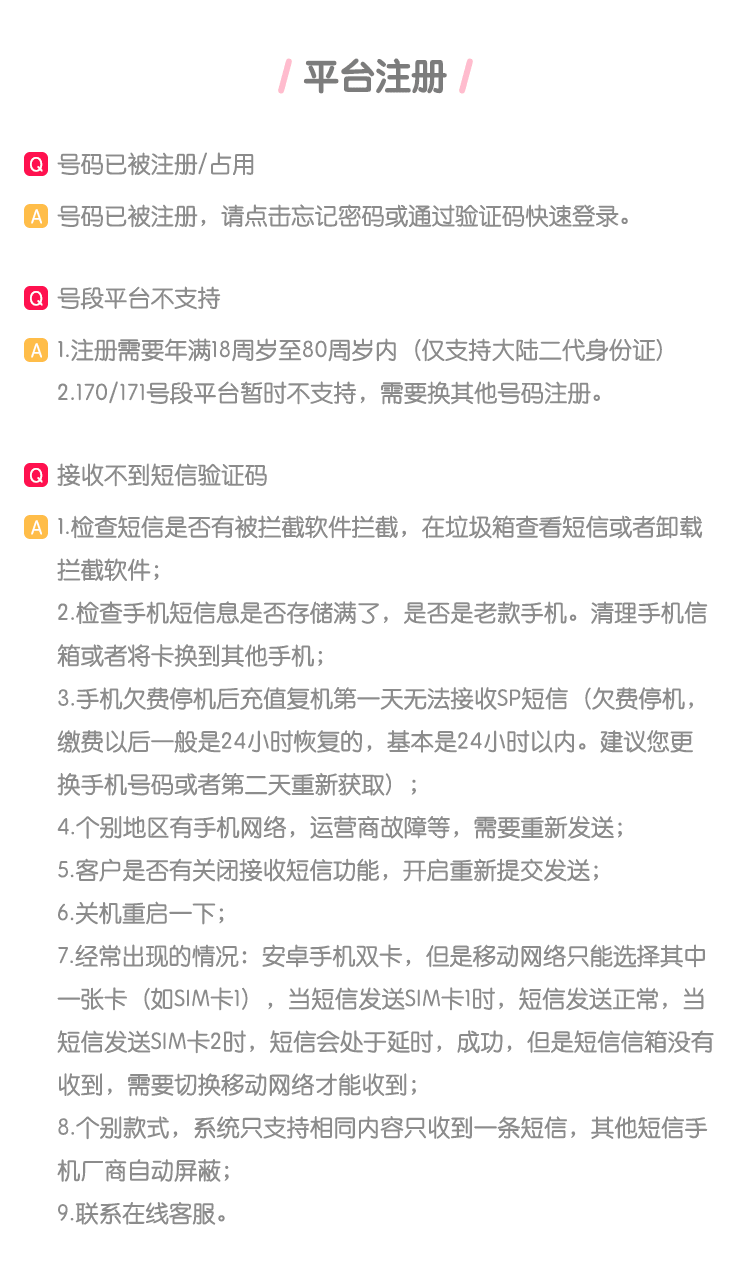 / 平台注册 /
Q 号码已被注册/占用
A 号码已被注册，请点击忘记密码或通过验证码快速登录。
Q 号段平台不支持
A 1.注册需要年满18周岁至80周岁内（仅支持大陆二代身份证）
2.170/171号段平台暂时不支持，需要换其他号码注册。
Q 接收不到短信验证码
A 1.检查短信是否有被拦截软件拦截，在垃圾箱查看短信或者卸载
拦截软件；
2.检查手机短信息是否存储满了，是否是老款手机。清理手机信
箱或者将卡换到其他手机；
3.手机欠费停机后充值复机第一天无法接收SP短信（欠费停机，
缴费以后一般是24小时恢复的，基本是24小时以内。建议您更
换手机号码或者第二天重新获取）；
4.个别地区有手机网络，运营商故障等，需要重新发送；
5.客户是否有关闭接收短信功能，开启重新提交发送；
6.关机重启一下；
7.经常出现的情况：安卓手机双卡，但是移动网络只能选择其中
一张卡（如SIM卡1），当短信发送SIM卡1时，短信发送正常，当
短信发送SIM卡2时，短信会处于延时，成功，但是短信信箱没有
收到，需要切换移动网络才能收到；
8.个别款式，系统只支持相同内容只收到一条短信，其他短信手
机厂商自动屏蔽；
9.联系在线客服。